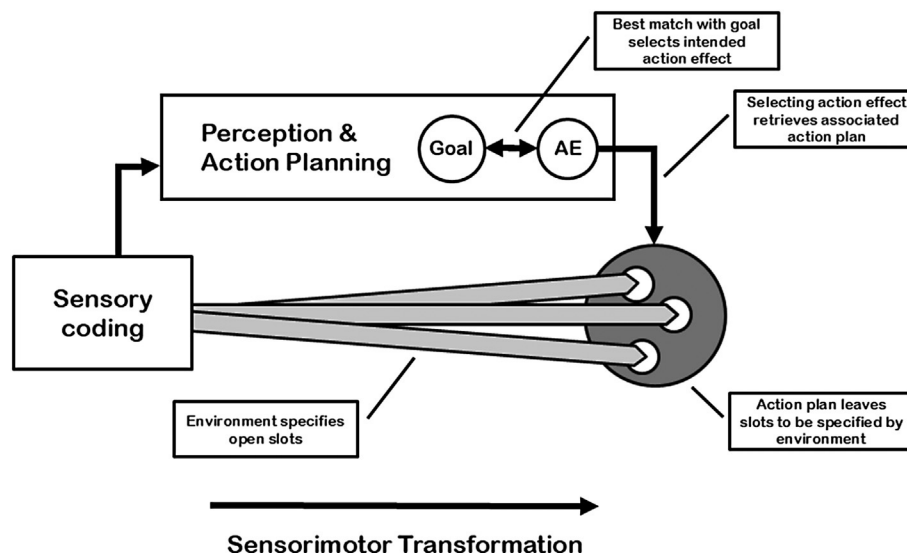 Best match with goal
selects intended
action effect
Selecting action effect
retrieves associated
action plan
Perception &
Action Planning
Goal
AE
Sensory
coding
Environment specifies
open slots
Action plan leaves
slots to be specified by
environment
Sensorimotor Transformation